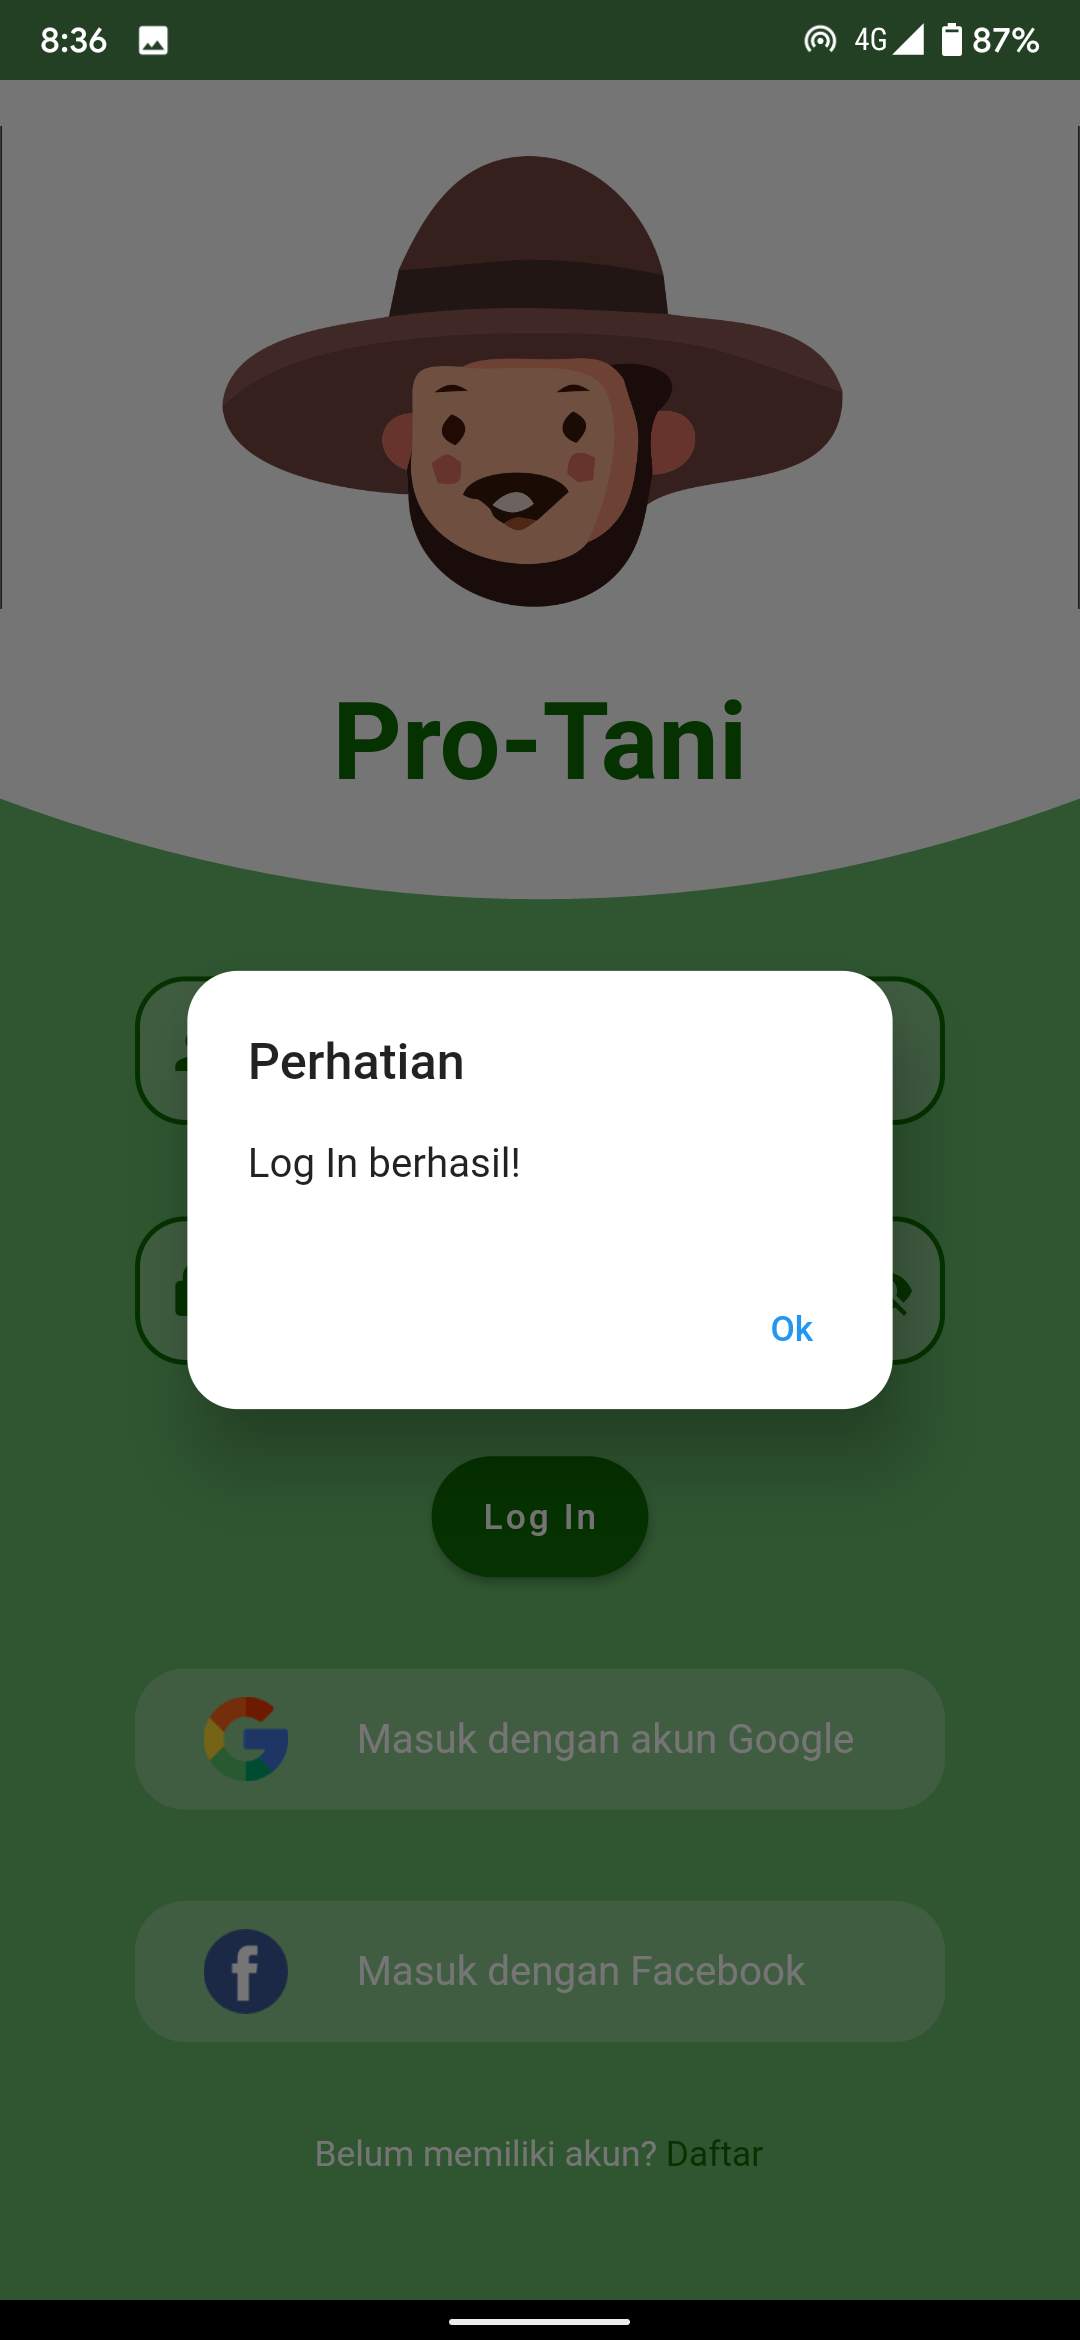 8:36
4G
87%
Pro-Tani
Perhatian
Log In berhasil!
Ok
Log In
Masuk dengan akun Google
Masuk dengan Facebook
Belum memiliki akun? Daftar